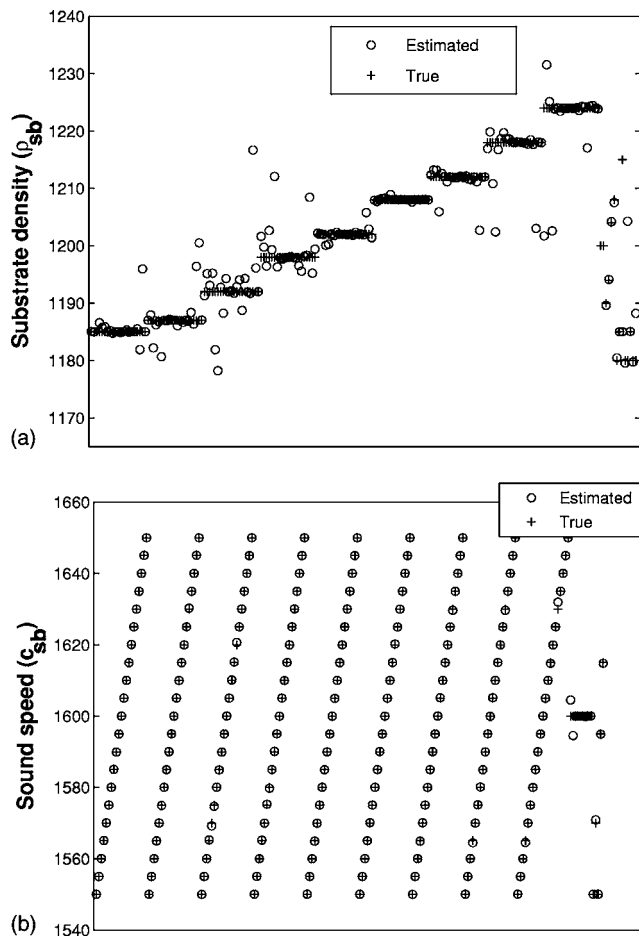 1240
1230
1220
1210
1200
1190
1180
1170
Substrate density (ρsb)
Estimated
True
(a)
1660
1640
1620
1600
1580
1560
1540
Sound speed (csb)
Estimated
True
(b)